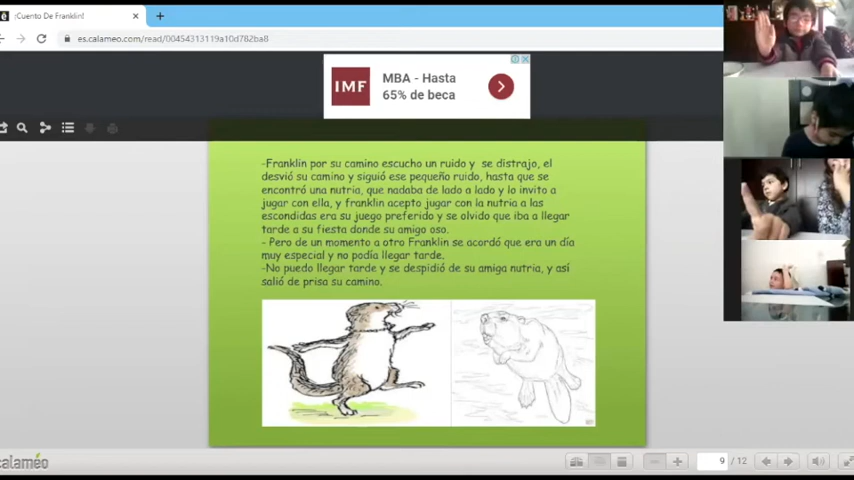 ¡Cuento De Franklin!
es.calameo.com/read/00454313119a10d782ba8
IMF
MBA - Hasta
65% de beca
-Franklin por su camino escucho un ruido y se distrajo, el
desvió su camino y siguió ese pequeño ruido, hasta que se
encontró una nutria, que nadaba de lado a lado y lo invito a
jugar con ella, y franklin acepto jugar con la nutria a las
escondidas era su juego preferido y se olvido que iba a llegar
tarde a su fiesta donde su amigo oso.
- Pero de un momento a otro Franklin se acordó que era un día
muy especial y no podía llegar tarde.
-No puedo llegar tarde y se despidió de su amiga nutria, y así
salió de prisa su camino.
calaméo
9 / 12